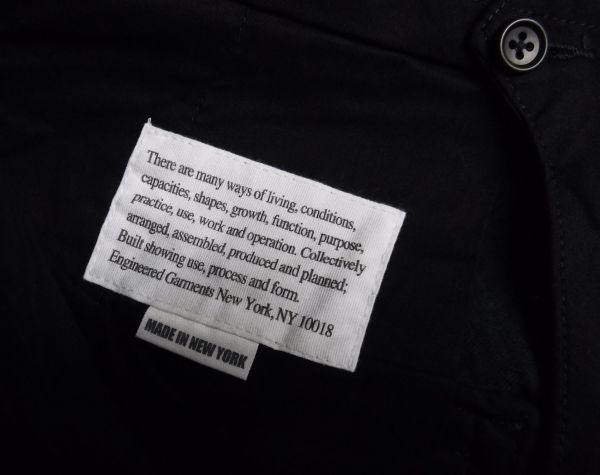 There are many ways of living, conditions,
capacities, shapes, growth, function, purpose,
practice, use, work and operation. Collectively
arranged, assembled, produced and planned;
Built showing use, process and form.
Engineered Garments New York, NY 10018
MADE IN NEW YORK